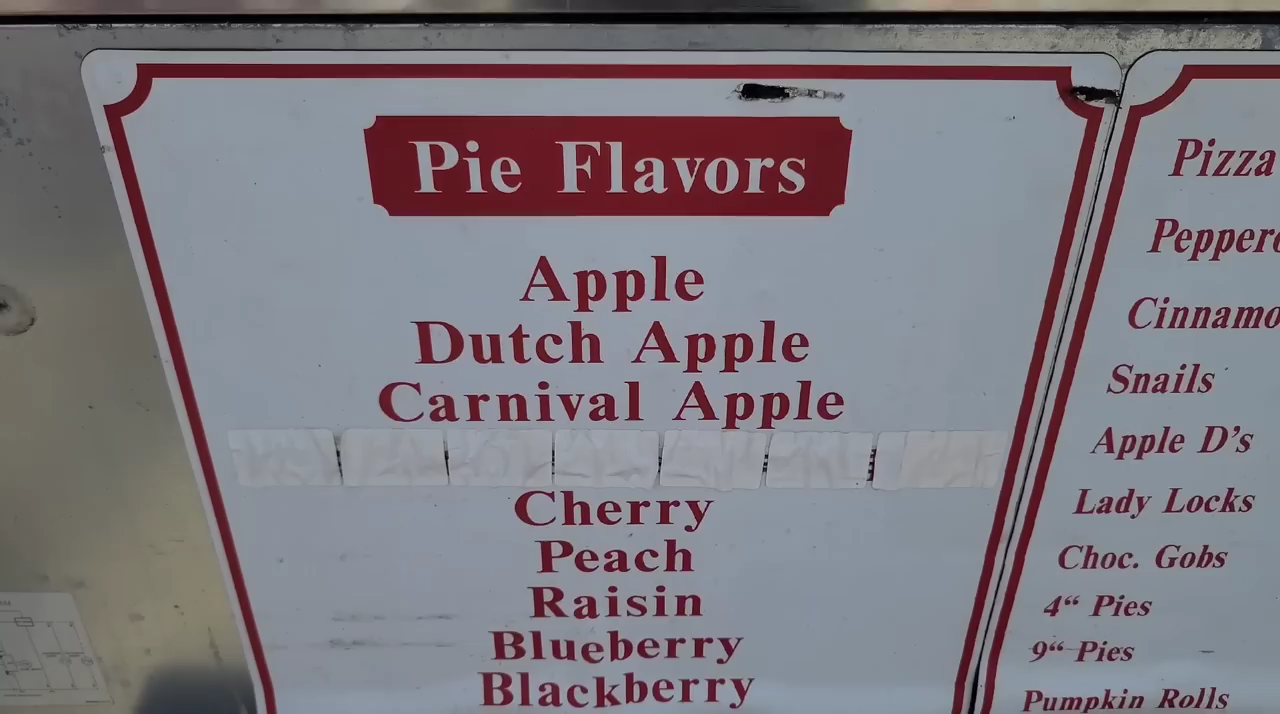 Pie Flavors
Apple
Dutch Apple
Carnival Apple
Cherry
Peach
Raisin
Blueberry
Blackberry
Pizza
Snails
Apple D's
Lady Locks
Choc. Gobs
4“ Pies
9“ Pies
Pumpkin Rolls